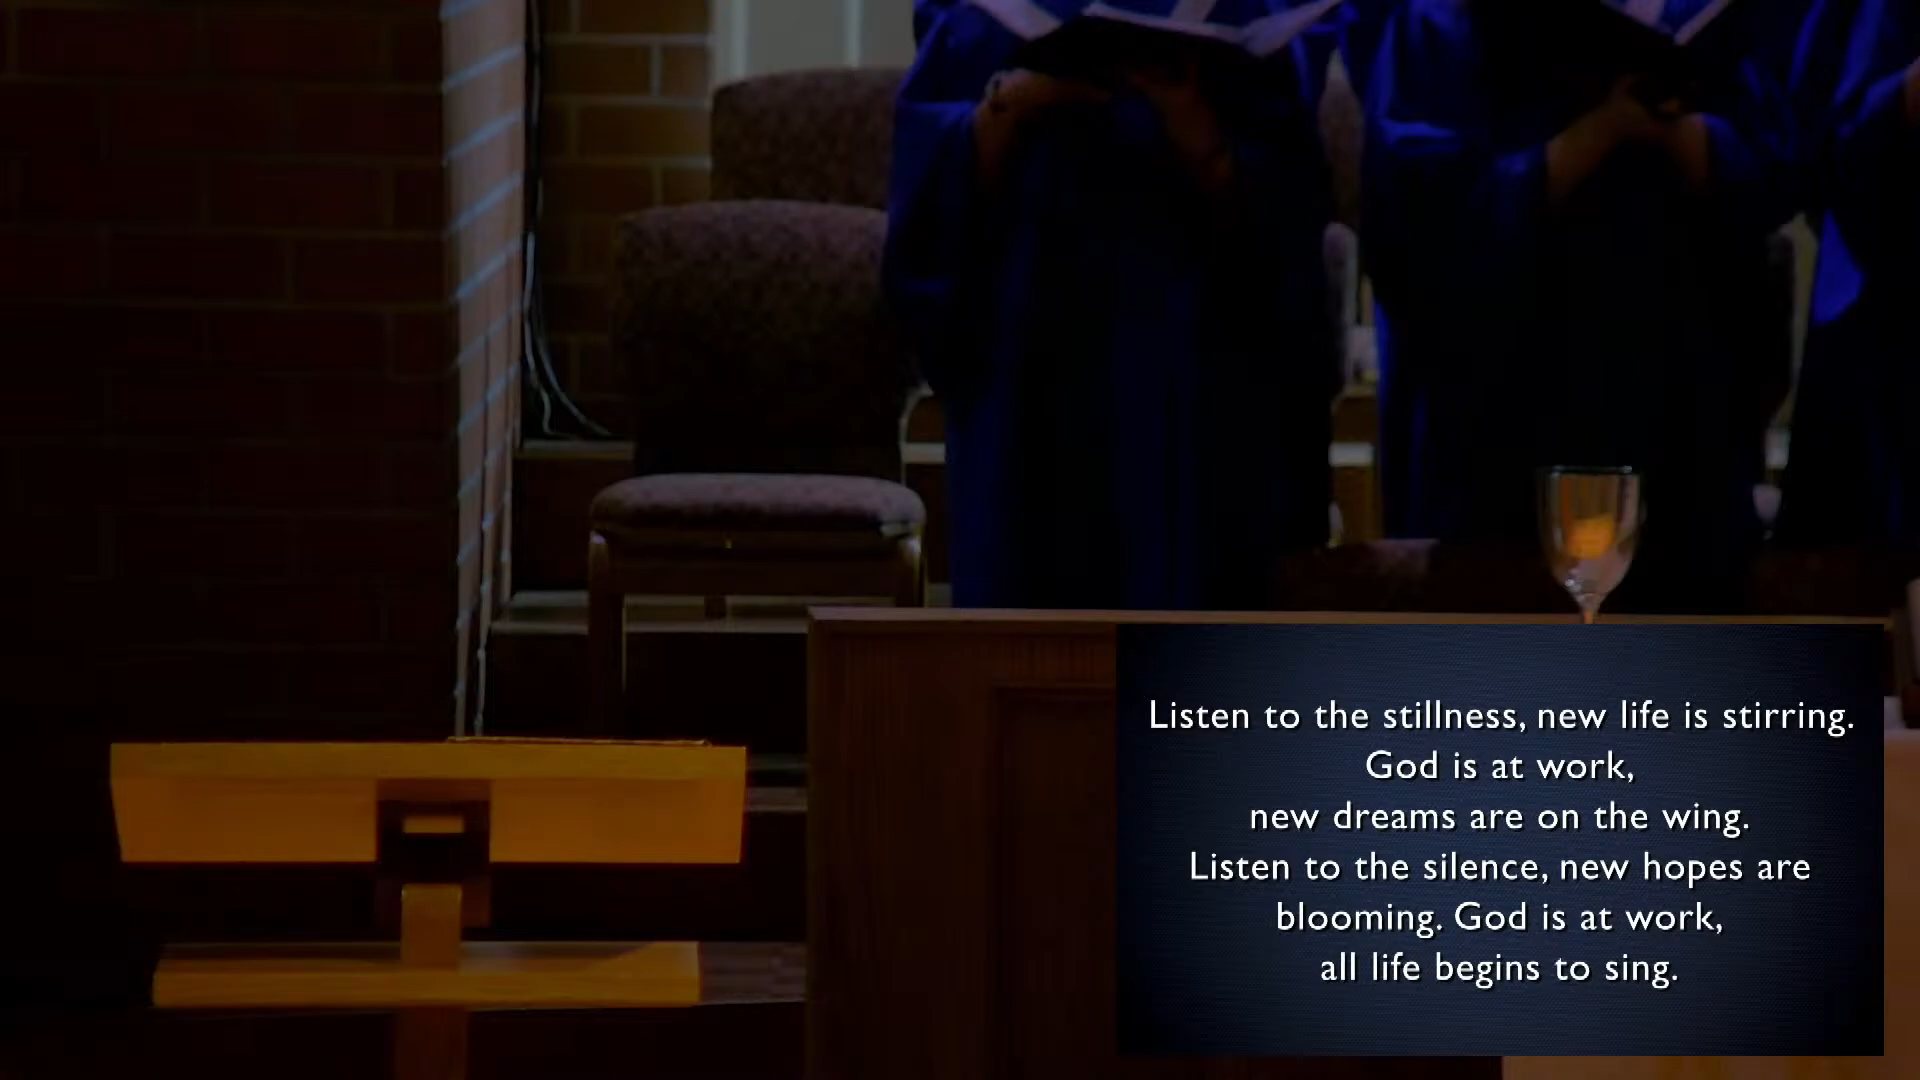 Listen to the stillness, new life is stirring.
God is at work,
new dreams are on the wing.
Listen to the silence, new hopes are
blooming. God is at work,
all life begins to sing.